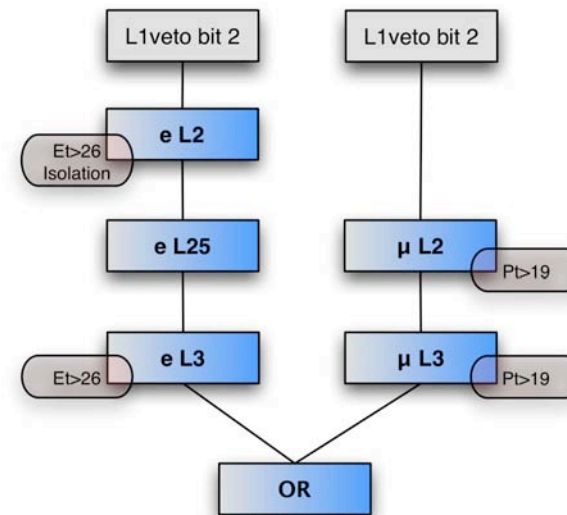 L1veto bit 2
L1veto bit 2
e L2
Et>26
Isolation
e L25
µ L2
Pt>19
e L3
Et>26
µ L3
Pt>19
OR